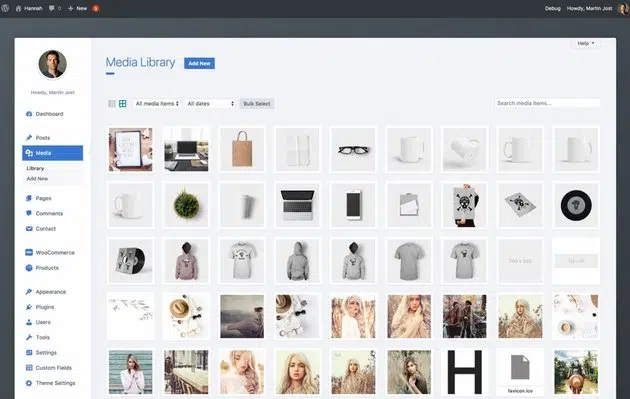 Hannah 0 + New Debug Howdy, Martin Jost
Help
Howdy, Martin Jost
Media Library Add New
All media items All dates Bulk Select Search media items...
Dashboard
Posts
Media
Library
Add New
Pages
Comments
Contact
WooCommerce
Products
Appearance
Plugins
Users
Tools
Settings
Custom Fields
Theme Settings
H
favicon.ico